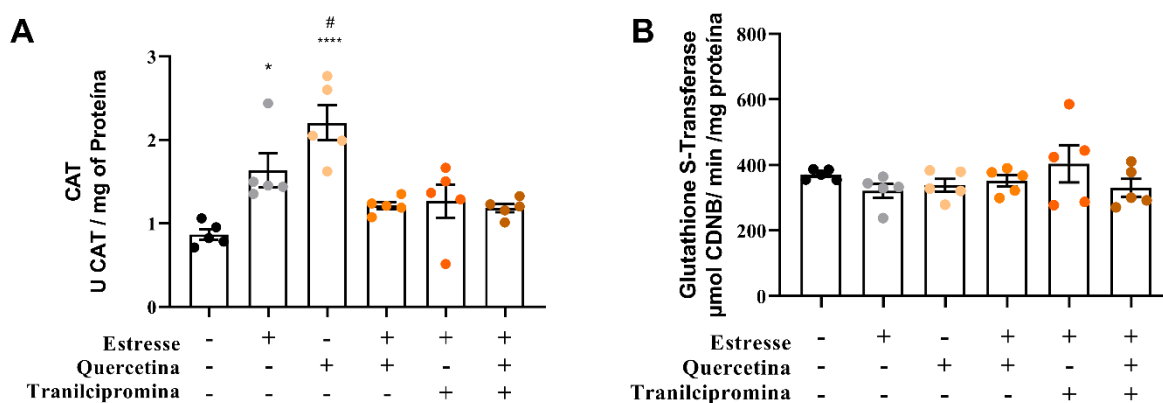 A
CAT
U CAT / mg of Proteína
3
2
1
0
*
#
****
Estresse - + - + + +
Quercetina - - + + - +
Tranilcipromina - - - - + +
B
Glutathione S-Transferase
µmol CDNB/ min /mg proteína
800
600
400
200
0
Estresse - + - + + +
Quercetina - - + + - +
Tranilcipromina - - - - + +